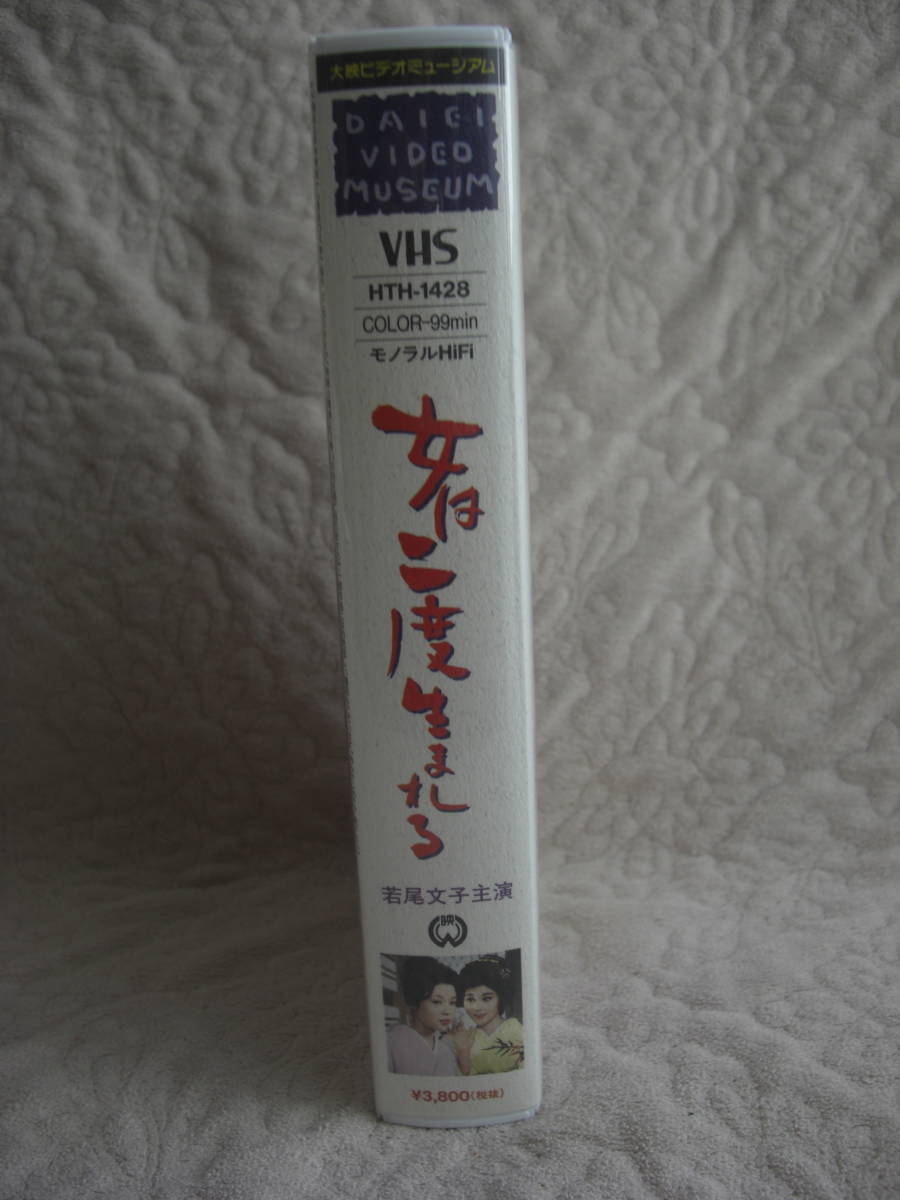 大映ビデオミュージアム
DAIEI
VIDEO
MUSEUM
VHS
HTH-1428
COLOR-99min
モノラルHiFi
女は二度生まれる
若尾文子主演
映
¥3,800(税抜)